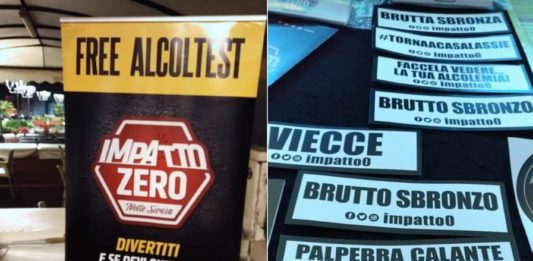 FREE ALCOLTEST
IMPATTO
ZERO
Notte Sicura
DIVERTITI
BRUTTA SBRONZA
impatto0
#TORNAACASALASSIE
impatto0
FACCELA VEDERE...
LA TUA ALCOLEMIA!
impatto0
BRUTTO SBRONZO
impatto0
VIECCE
impatto0
BRUTTO SBRONZO
impatto0
PALPEBRA CALANTE